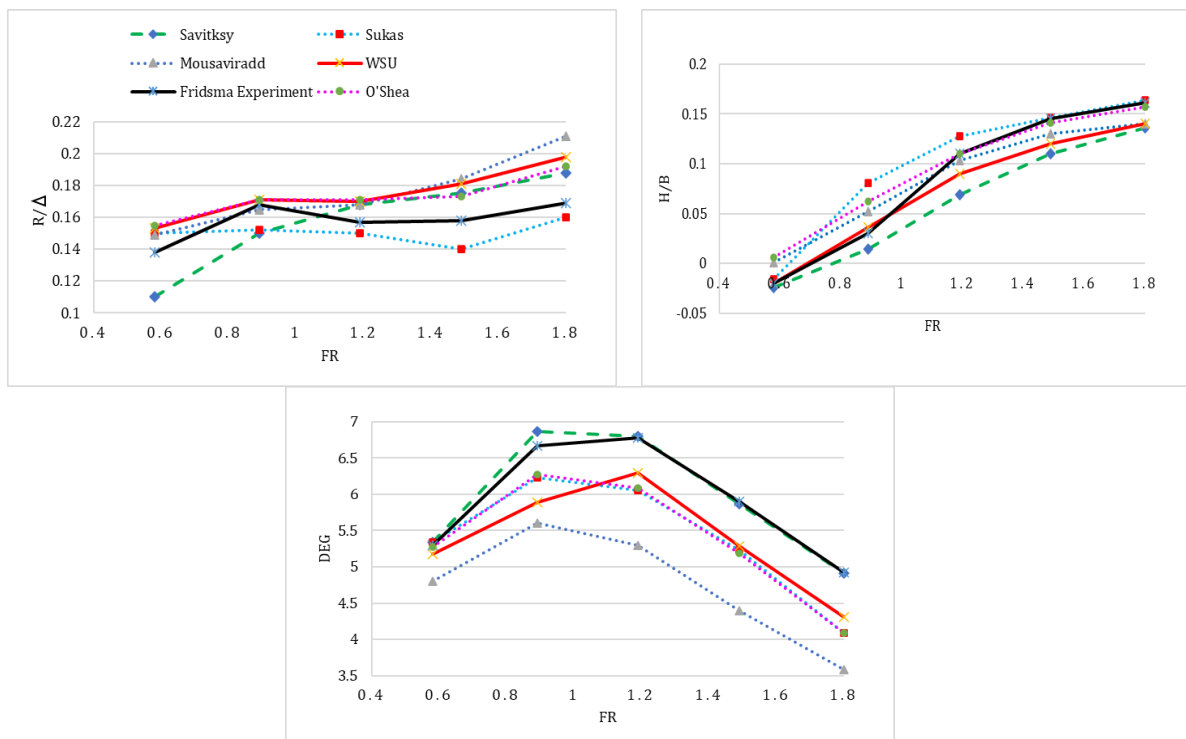 Savitksy Sukas
Mousaviradd WSU
Fridsma Experiment O'Shea
0.22
0.2
0.18
0.16
0.14
0.12
0.1
R/Δ
0.4 0.6 0.8 1 1.2 1.4 1.6 1.8
FR
0.2
0.15
0.1
0.05
0
-0.05
H/B
0.4 0.6 0.8 1 1.2 1.4 1.6 1.8
FR
7
6.5
6
5.5
5
4.5
4
3.5
DEG
0.4 0.6 0.8 1 1.2 1.4 1.6 1.8
FR